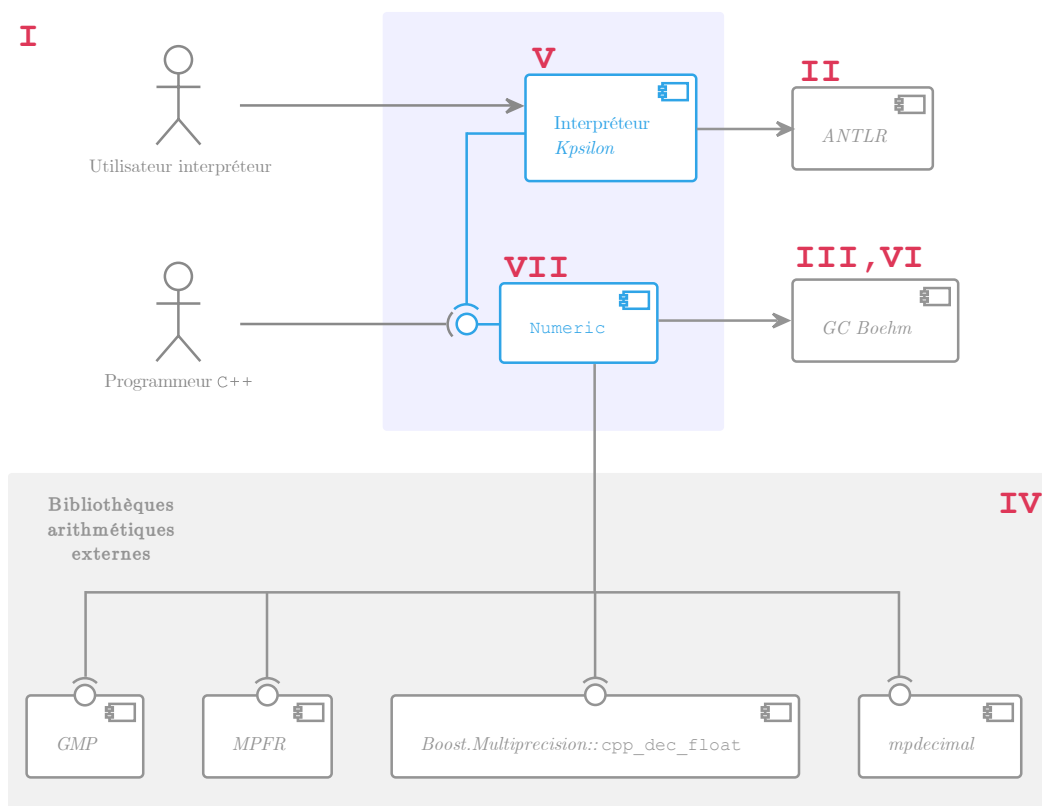 I
V
II
Interpréteur
Kpsilon
ANTLR
Utilisateur interpréteur
VII
III,VI
Numeric
GC Boehm
Programmeur C++
IV
Bibliothèques
arithmétiques
externes
GMP
MPFR
Boost.Multiprecision::cpp_dec_float
mpdecimal